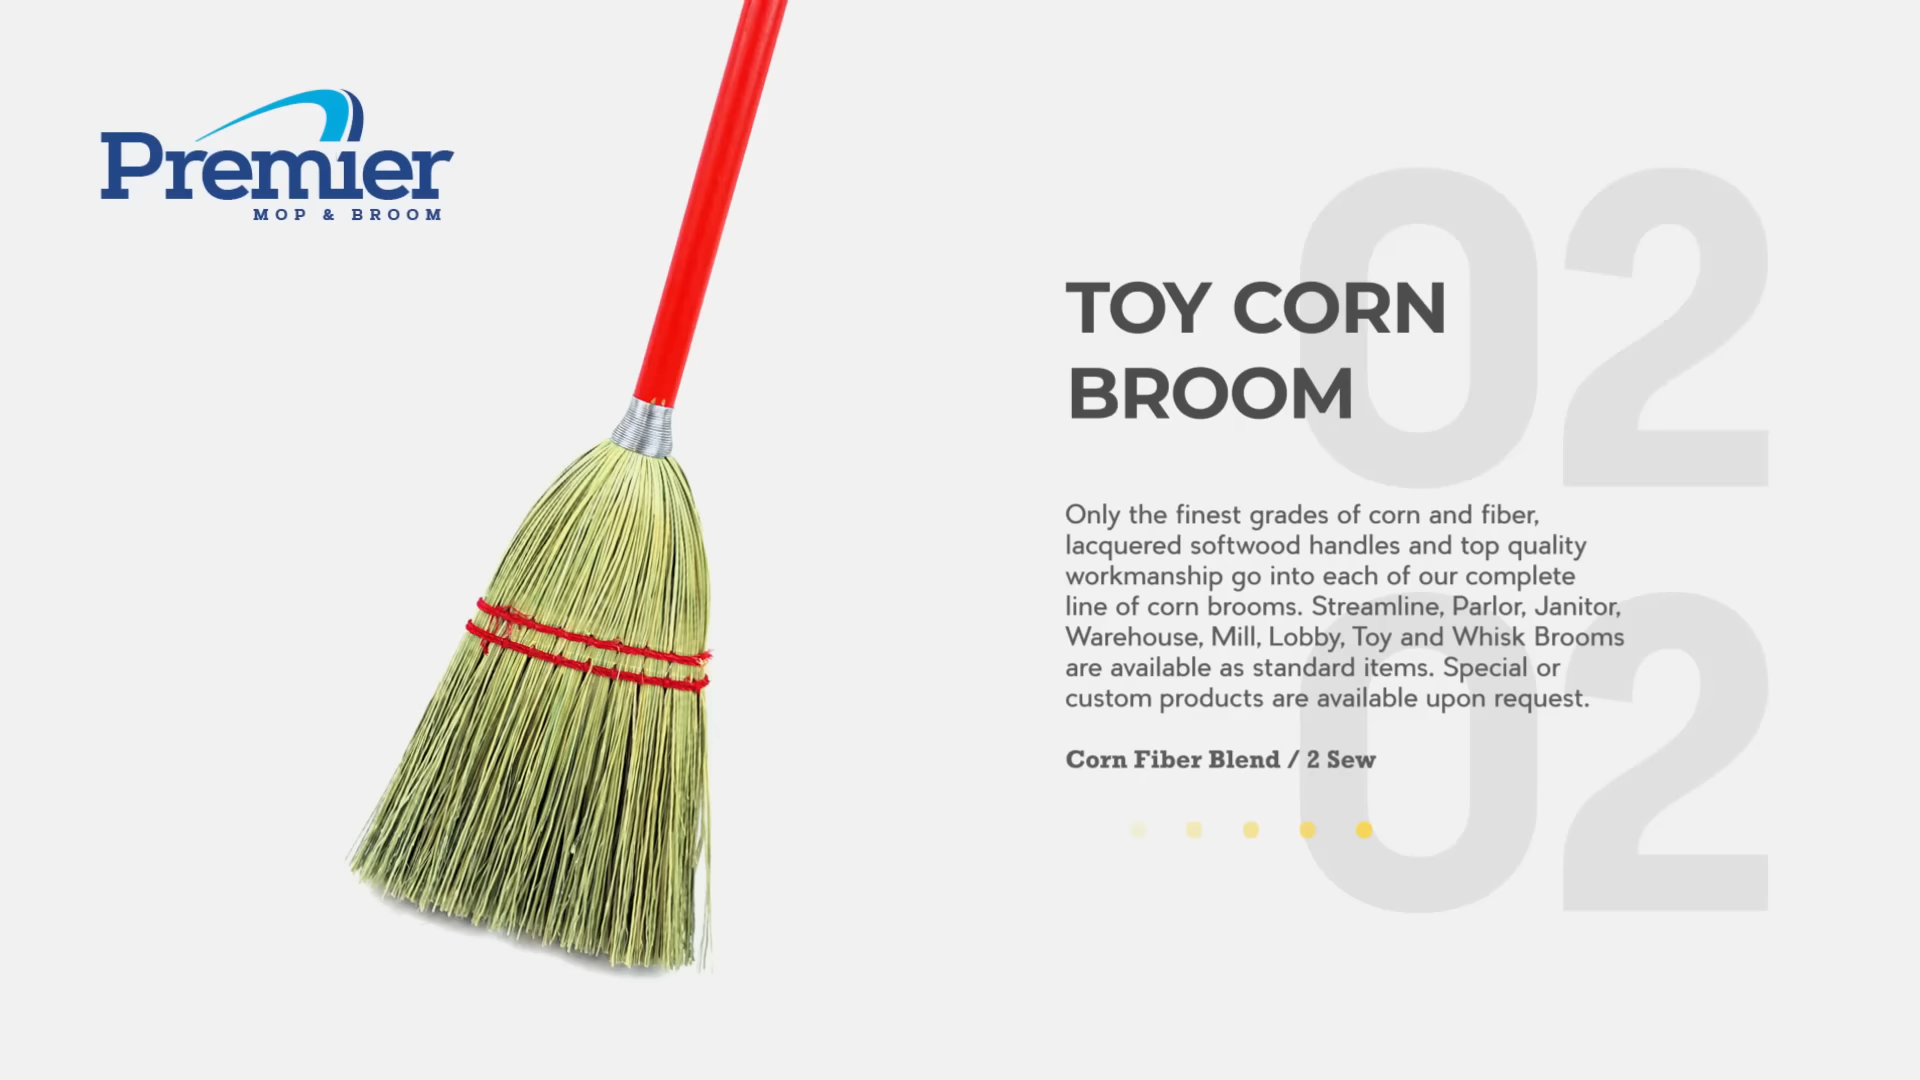 Premier
MOP & BROOM
02
TOY CORN
BROOM
Only the finest grades of corn and fiber,
lacquered softwood handles and top quality
workmanship go into each of our complete
line of corn brooms. Streamline, Parlor, Janitor,
Warehouse, Mill, Lobby, Toy and Whisk Brooms
are available as standard items. Special or
custom products are available upon request.
02
Corn Fiber Blend / 2 Sew